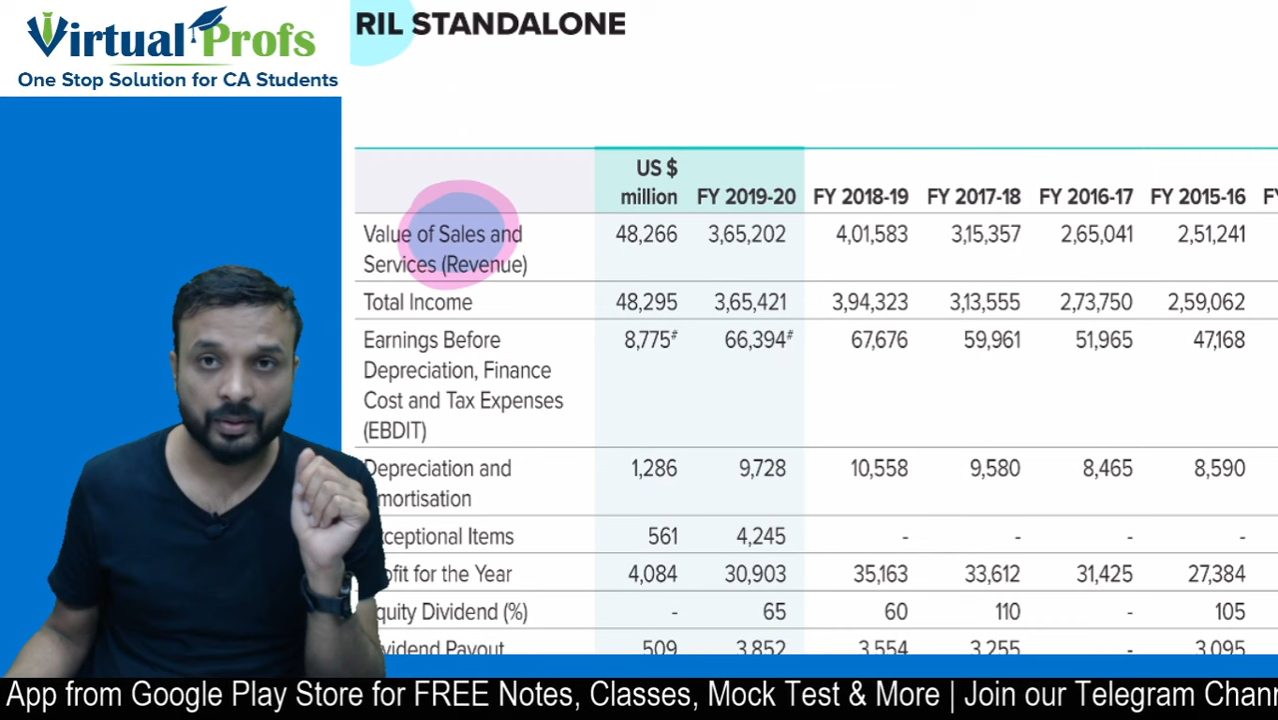 Virtual Profs
One Stop Solution for CA Students
RIL STANDALONE
US $
million FY 2019-20 FY 2018-19 FY 2017-18 FY 2016-17 FY 2015-16 FY
Value of Sales and 48,266 3,65,202 4,01,583 3,15,357 2,65,041 2,51,241
Services (Revenue)
Total Income 48,295 3,65,421 3,94,323 3,13,555 2,73,750 2,59,062
Earnings Before 8,775# 66,394# 67,676 59,961 51,965 47,168
Depreciation, Finance
Cost and Tax Expenses
(EBDIT)
Depreciation and 1,286 9,728 10,558 9,580 8,465 8,590
mortisation
xceptional Items 561 4,245 - - - -
ofit for the Year 4,084 30,903 35,163 33,612 31,425 27,384
quity Dividend (%) - 65 60 110 - 105
vidend Payout 509 3,852 3,554 3,255 - 3,095
App from Google Play Store for FREE Notes, Classes, Mock Test & More | Join our Telegram Chan